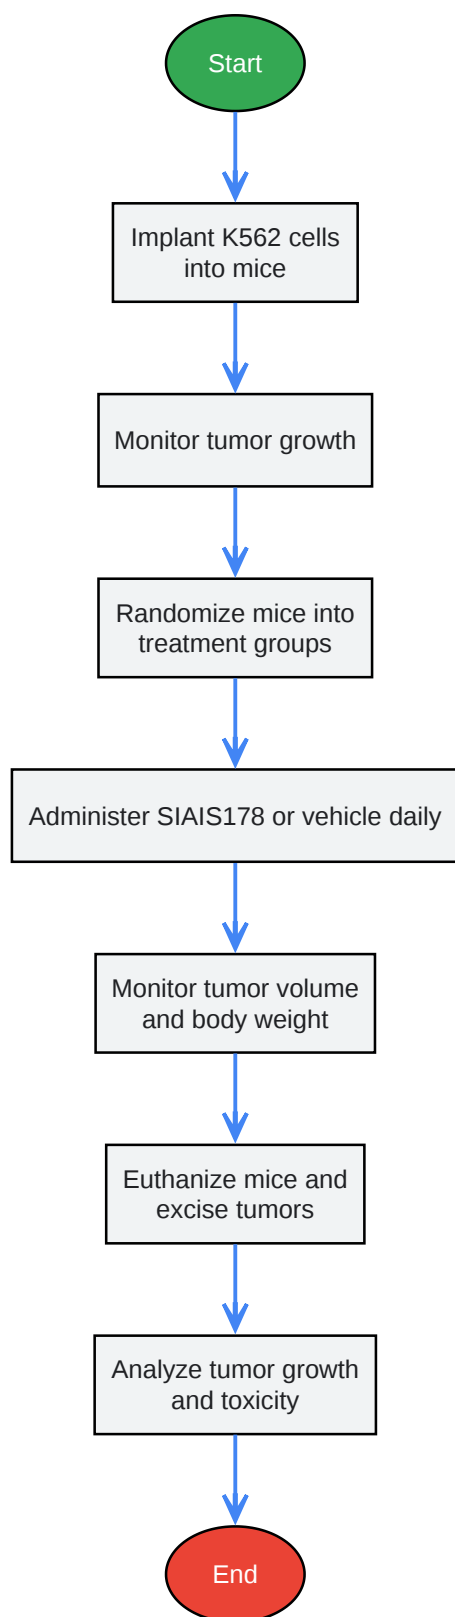 Start
Implant K562 cells
into mice
Monitor tumor growth
Randomize mice into
treatment groups
Administer SIAIS178 or vehicle daily
Monitor tumor volume
and body weight
Euthanize mice and
excise tumors
Analyze tumor growth
and toxicity
End